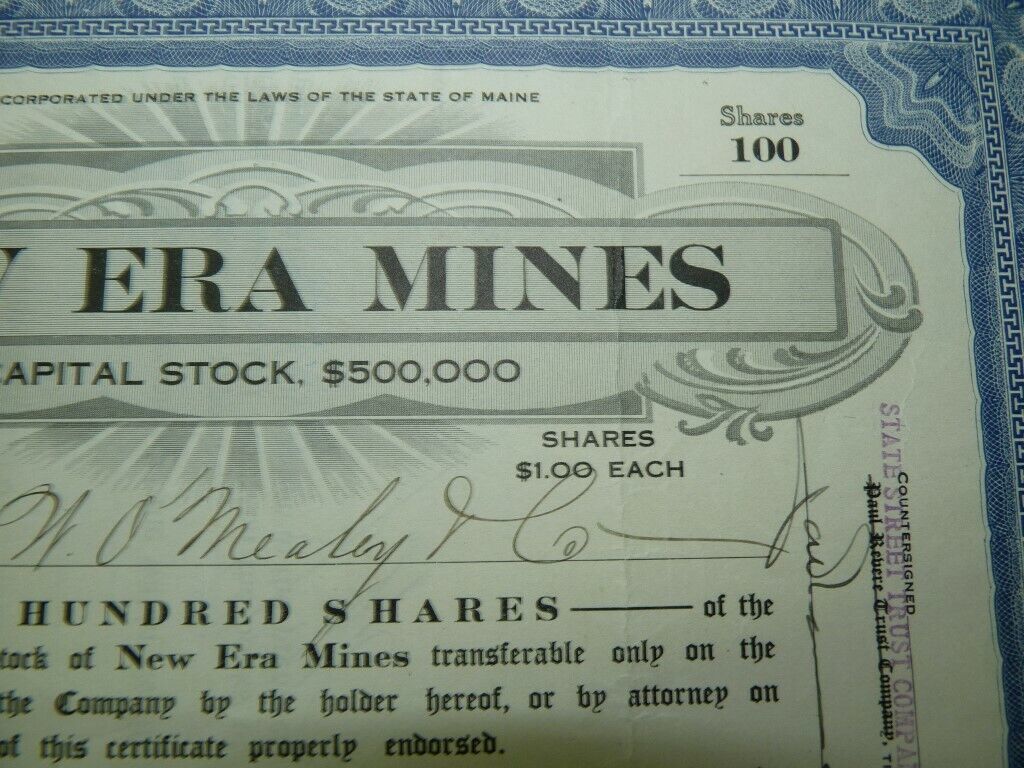 CORPORATED UNDER THE LAWS OF THE STATE OF MAINE
Shares
100
ERA MINES
CAPITAL STOCK, $500,000
SHARES
$1.00 EACH
W. O'Mealey & Co
HUNDRED SHARES of the
tock of New Era Mines transferable only on the
the Company by the holder hereof, or by attorney on
of this certificate properly endorsed.
COUNTERSIGNED
STATE STREET TRUST COMPA
Paul Revere Trust Company,